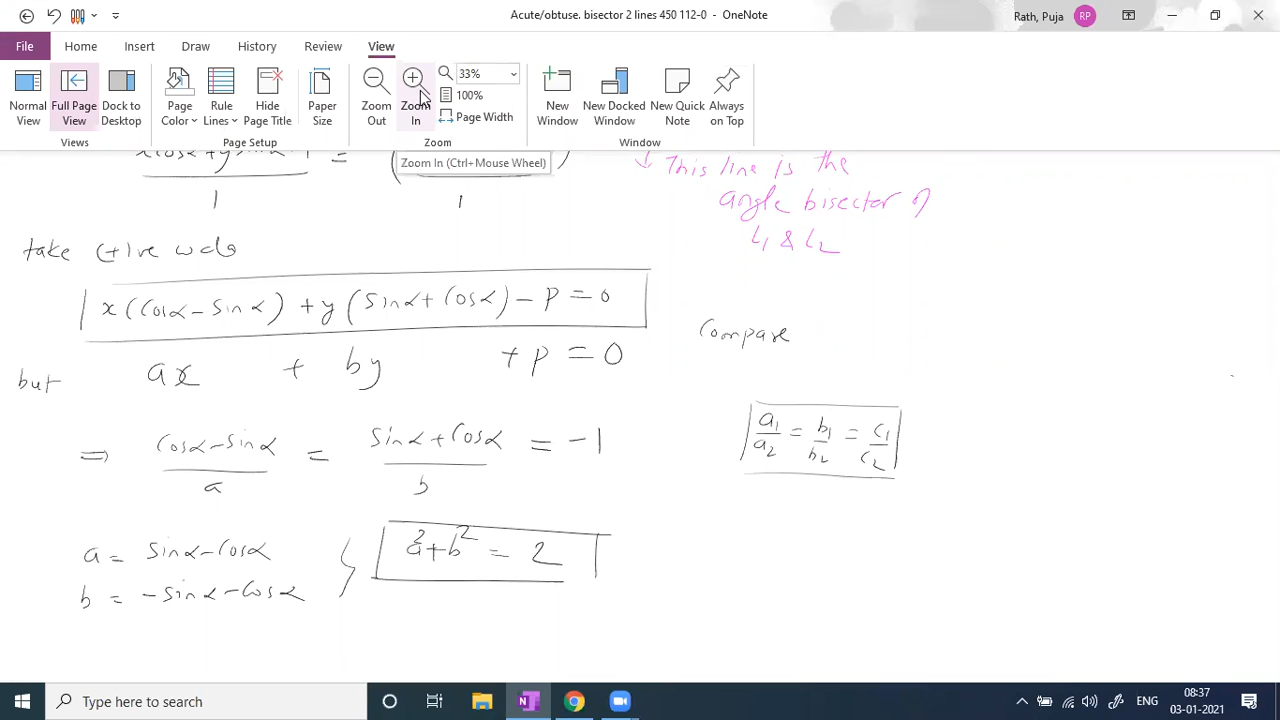 Acute/obtuse. bisector 2 lines 450 112-0 - OneNote
Rath, Puja
RP
File
Home
Insert
Draw
History
Review
View
Normal View
Full Page View
Dock to Desktop
Page Color
Rule Lines
Hide Page Title
Paper Size
Zoom Out
Zoom In
33%
100%
Page Width
New Window
New Docked Window
New Quick Note
Always on Top
Views
Page Setup
Zoom
Window
Zoom In (Ctrl+Mouse Wheel)
1
1
↓ This line is the
angle bisector of
L1 & L2
take (+)ve
x(cosα-sinα) + y(sinα+cosα) - p = 0
compare
but ax + by + p = 0
a1/a2 = b1/b2 = c1/c2
⇒ (cosα-sinα)/a = (sinα+cosα)/b = -1
a = sinα-cosα
b = -sinα-cosα
a²+b² = 2
Type here to search
ENG
08:37
03-01-2021